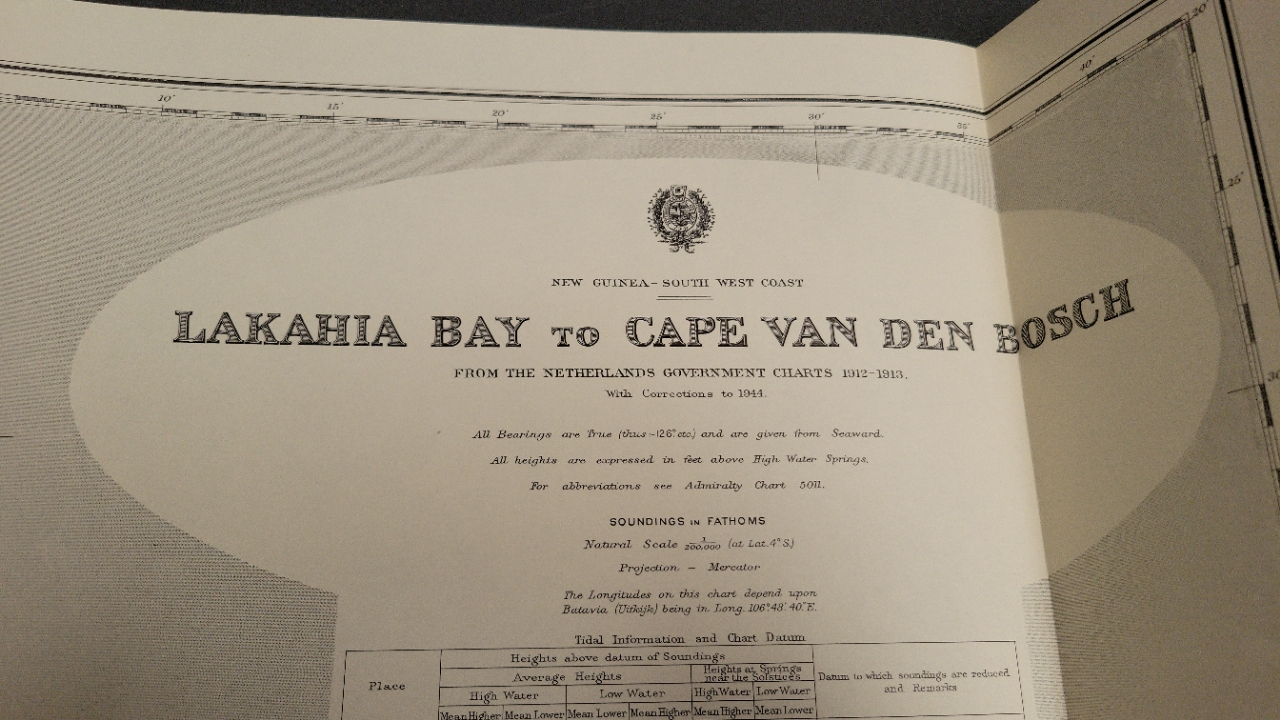 10'
15'
20'
25'
30'
35'
40'
20'
25'
NEW GUINEA - SOUTH WEST COAST
LAKAHIA BAY TO CAPE VAN DEN BOSCH
FROM THE NETHERLANDS GOVERNMENT CHARTS 1912-1913.
With Corrections to 1944.
All Bearings are True (thus - 126° etc.) and are given from Seaward.
All heights are expressed in feet above High Water Springs.
For abbreviations see Admiralty Chart 5011.
SOUNDINGS IN FATHOMS
Natural Scale 1/200,000 (at Lat. 4° S.)
Projection - Mercator
The Longitudes on this chart depend upon
Batavia (Uitkijk) being in Long. 106° 48' 40" E.
Tidal Information and Chart Datum
Place
Heights above datum of Soundings
Average Heights
Heights at Springs near the Solstices
High Water
Low Water
High Water
Low Water
Mean Higher
Mean Lower
Mean Lower
Mean Higher
Mean Higher
Mean Lower
Datum to which soundings are reduced
and Remarks